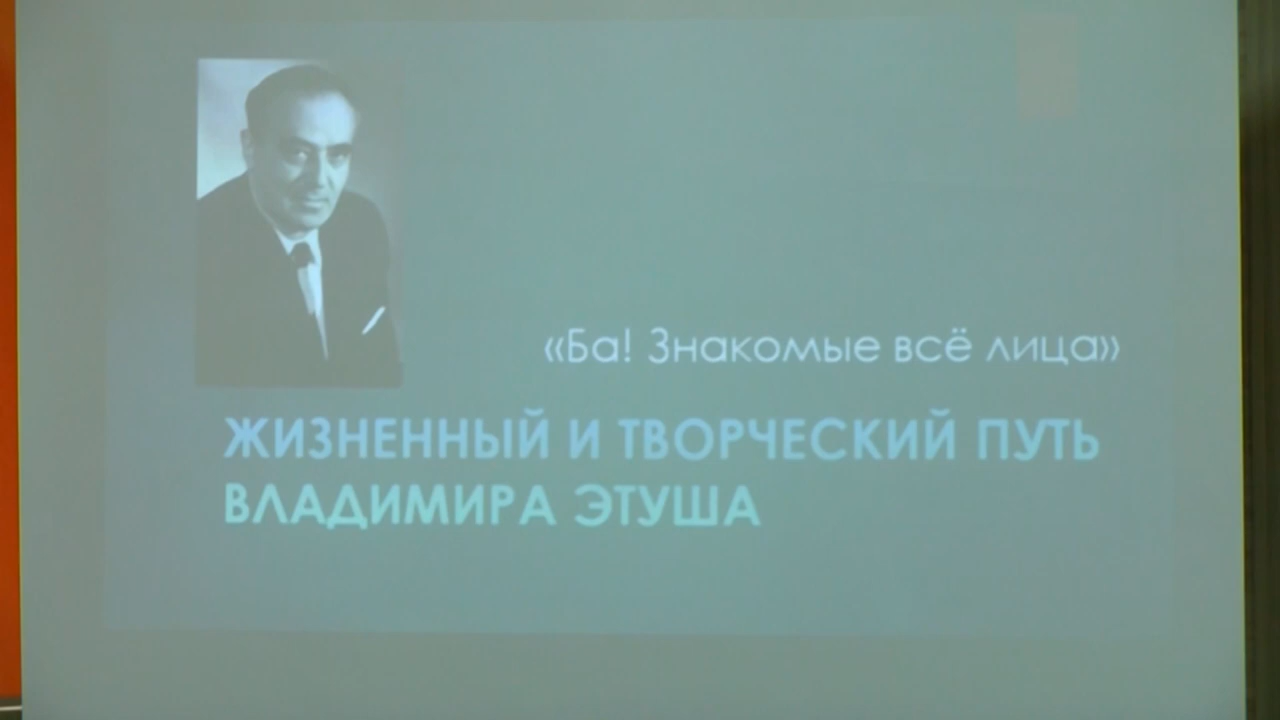 «Ба! Знакомые всё лица»
ЖИЗНЕННЫЙ И ТВОРЧЕСКИЙ ПУТЬ
ВЛАДИМИРА ЭТУША